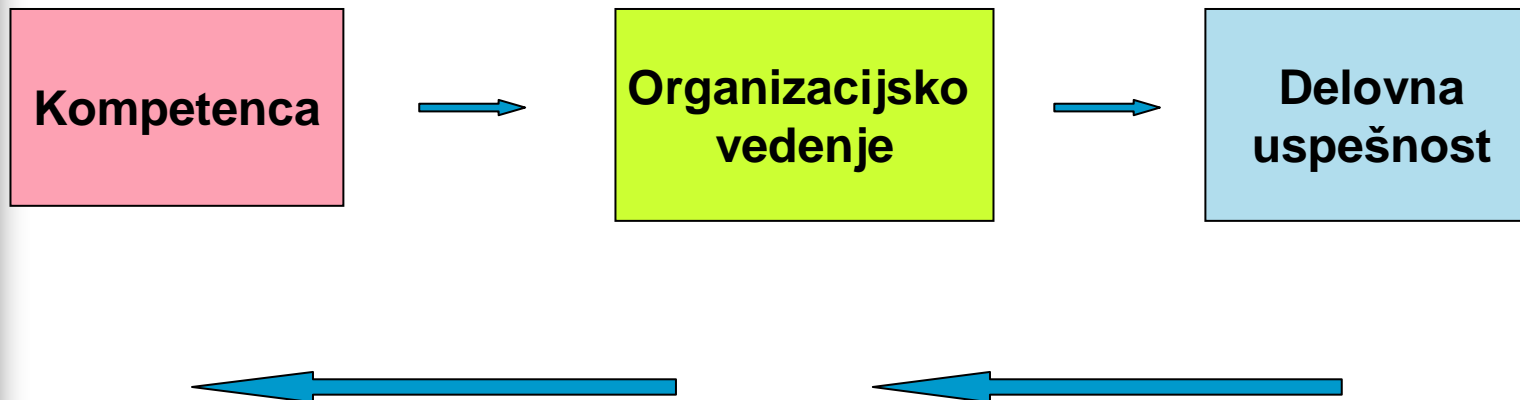 Kompetenca
Organizacijsko
vedenje
Delovna
uspešnost